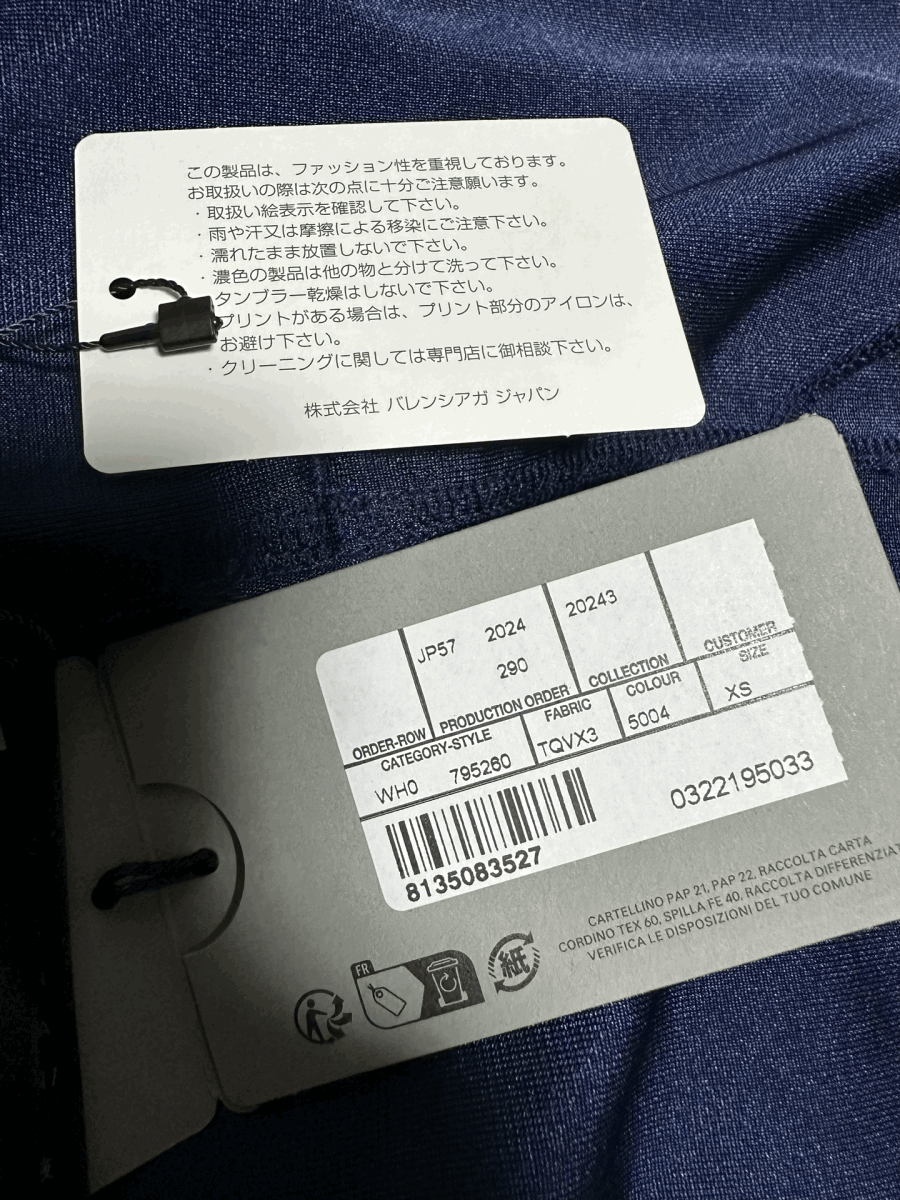 この製品は、ファッション性を重視しております。
お取扱いの際は次の点に十分ご注意願います。
・取扱い絵表示を確認して下さい。
・雨や汗又は摩擦による移染にご注意下さい。
・濡れたまま放置しないで下さい。
・濃色の製品は他の物と分けて洗って下さい。
タンブラー乾燥はしないで下さい。
プリントがある場合は、プリント部分のアイロンは、
お避け下さい。
・クリーニングに関しては専門店に御相談下さい。
株式会社 バレンシアガ ジャパン
JP57 2024 20243
290
ORDER-ROW PRODUCTION ORDER COLLECTION CUSTOMER
CATEGORY-STYLE FABRIC COLOUR SIZE
WH0 795260 TQVX3 5004 XS
0322195033
8135083527
CARTELLINO PAP 21, PAP 22, RACCOLTA CARTA
CORDINO TEX 60, SPILLA FE 40, RACCOLTA DIFFERENZIAT
VERIFICA LE DISPOSIZIONI DEL TUO COMUNE
FR
紙